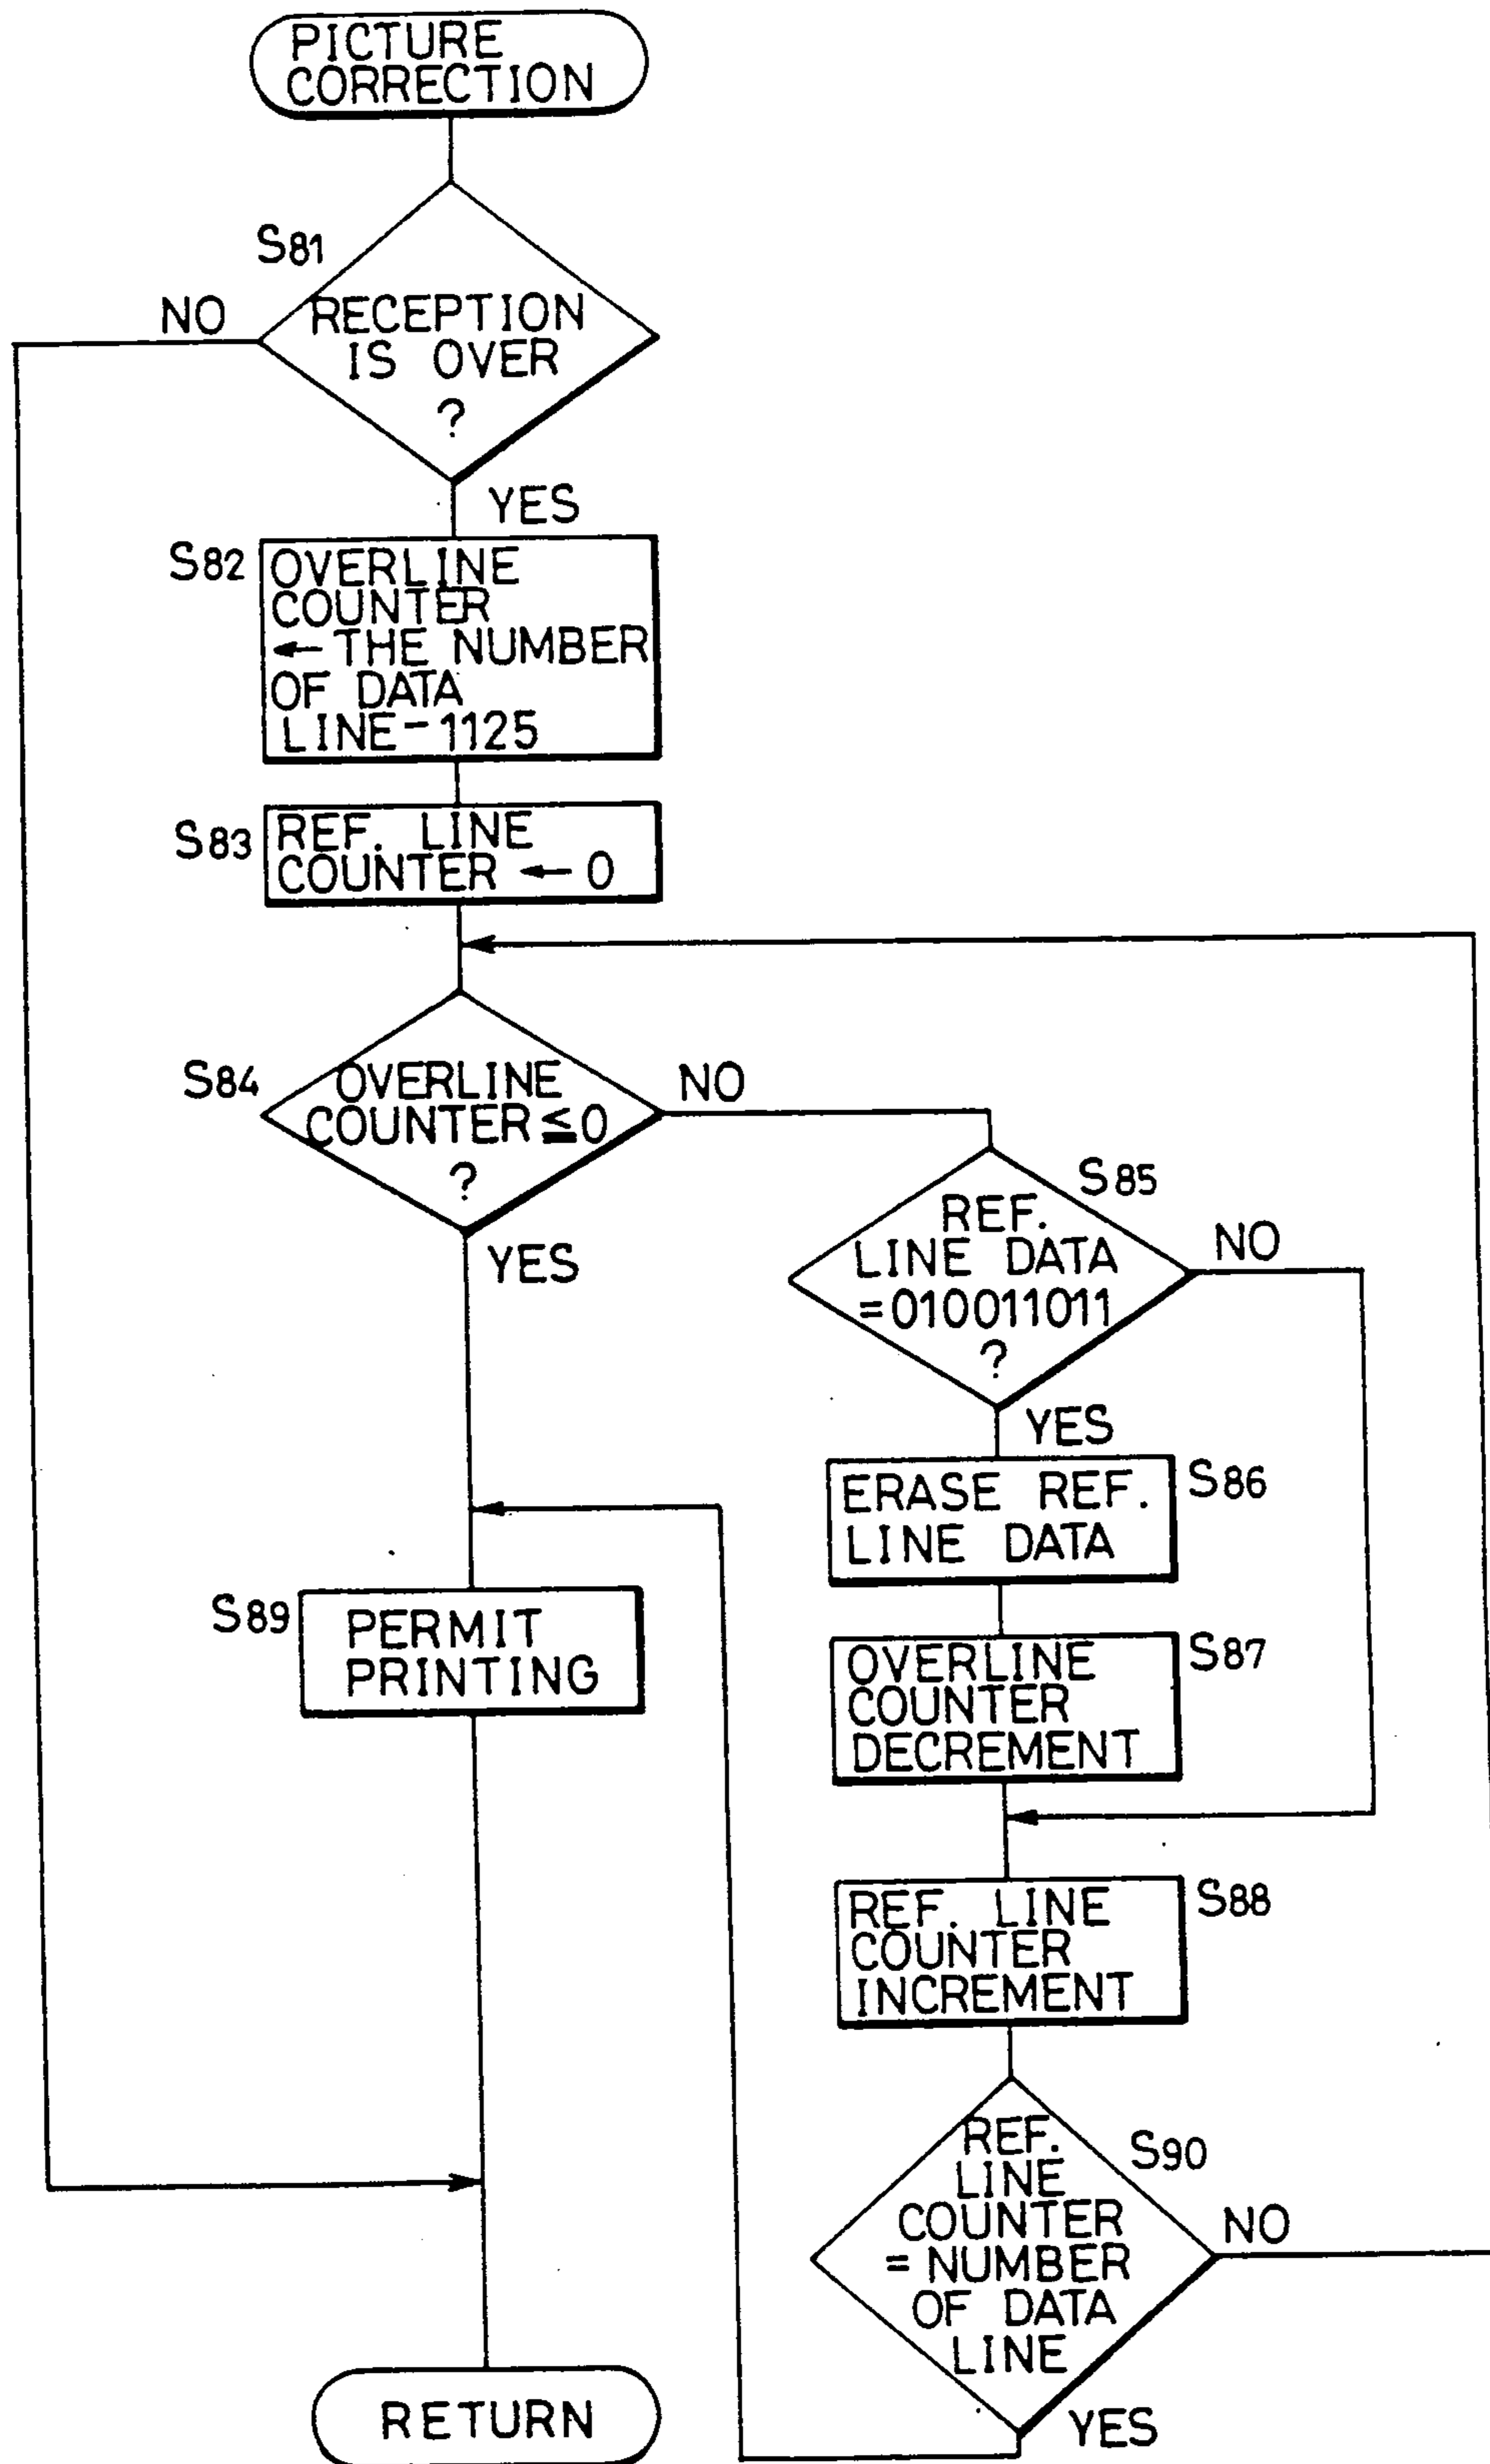 PICTURE
CORRECTION
S81
RECEPTION
IS OVER
?
NO
YES
S82
OVERLINE
COUNTER
← THE NUMBER
OF DATA
LINE-1125
S83
REF. LINE
COUNTER ← 0
S84
OVERLINE
COUNTER≦0
?
NO
YES
S85
REF.
LINE DATA
=010011011
?
NO
YES
S86
ERASE REF.
LINE DATA
S87
OVERLINE
COUNTER
DECREMENT
S88
REF. LINE
COUNTER
INCREMENT
S89
PERMIT
PRINTING
S90
REF.
LINE
COUNTER
= NUMBER
OF DATA
LINE
NO
YES
RETURN